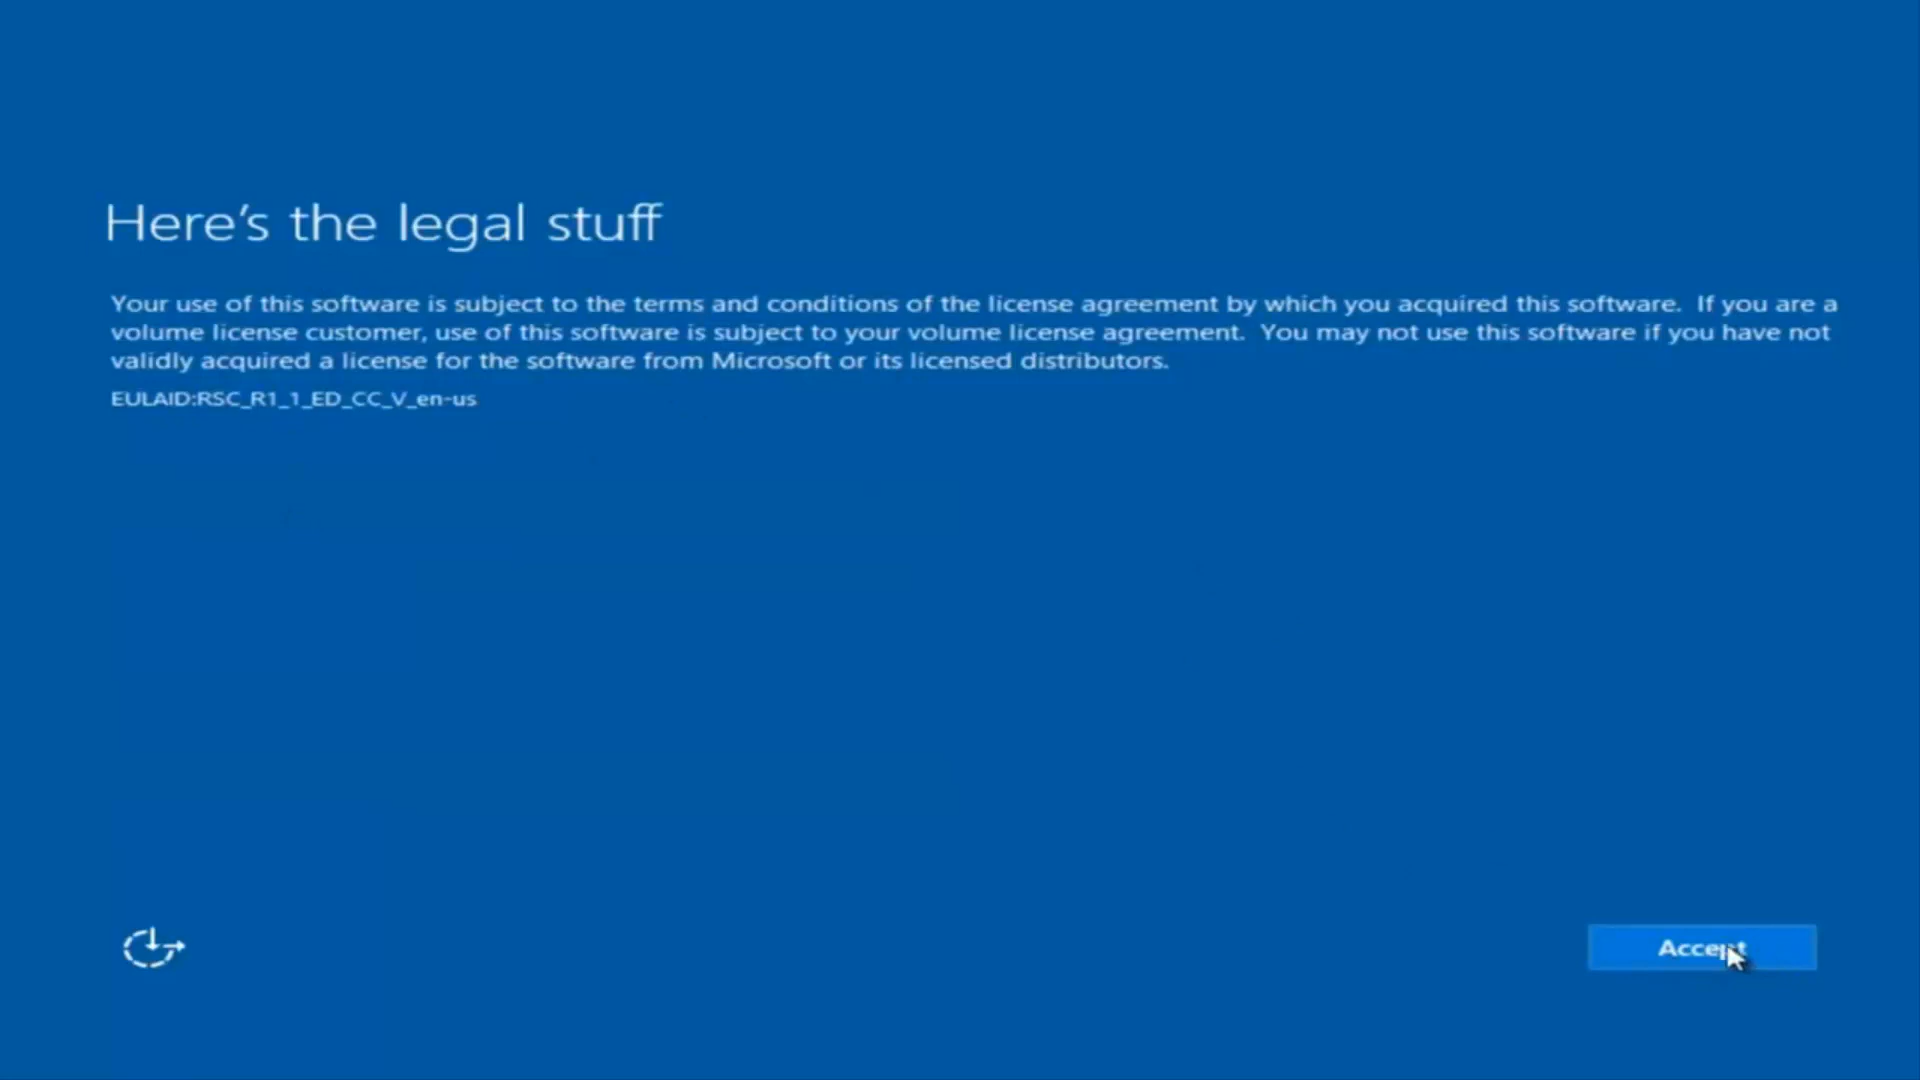 Here's the legal stuff
Your use of this software is subject to the terms and conditions of the license agreement by which you acquired this software.  If you are a
volume license customer, use of this software is subject to your volume license agreement.  You may not use this software if you have not
validly acquired a license for the software from Microsoft or its licensed distributors.
EULAID:RSC_R1_1_ED_CC_V_en-us
Accept